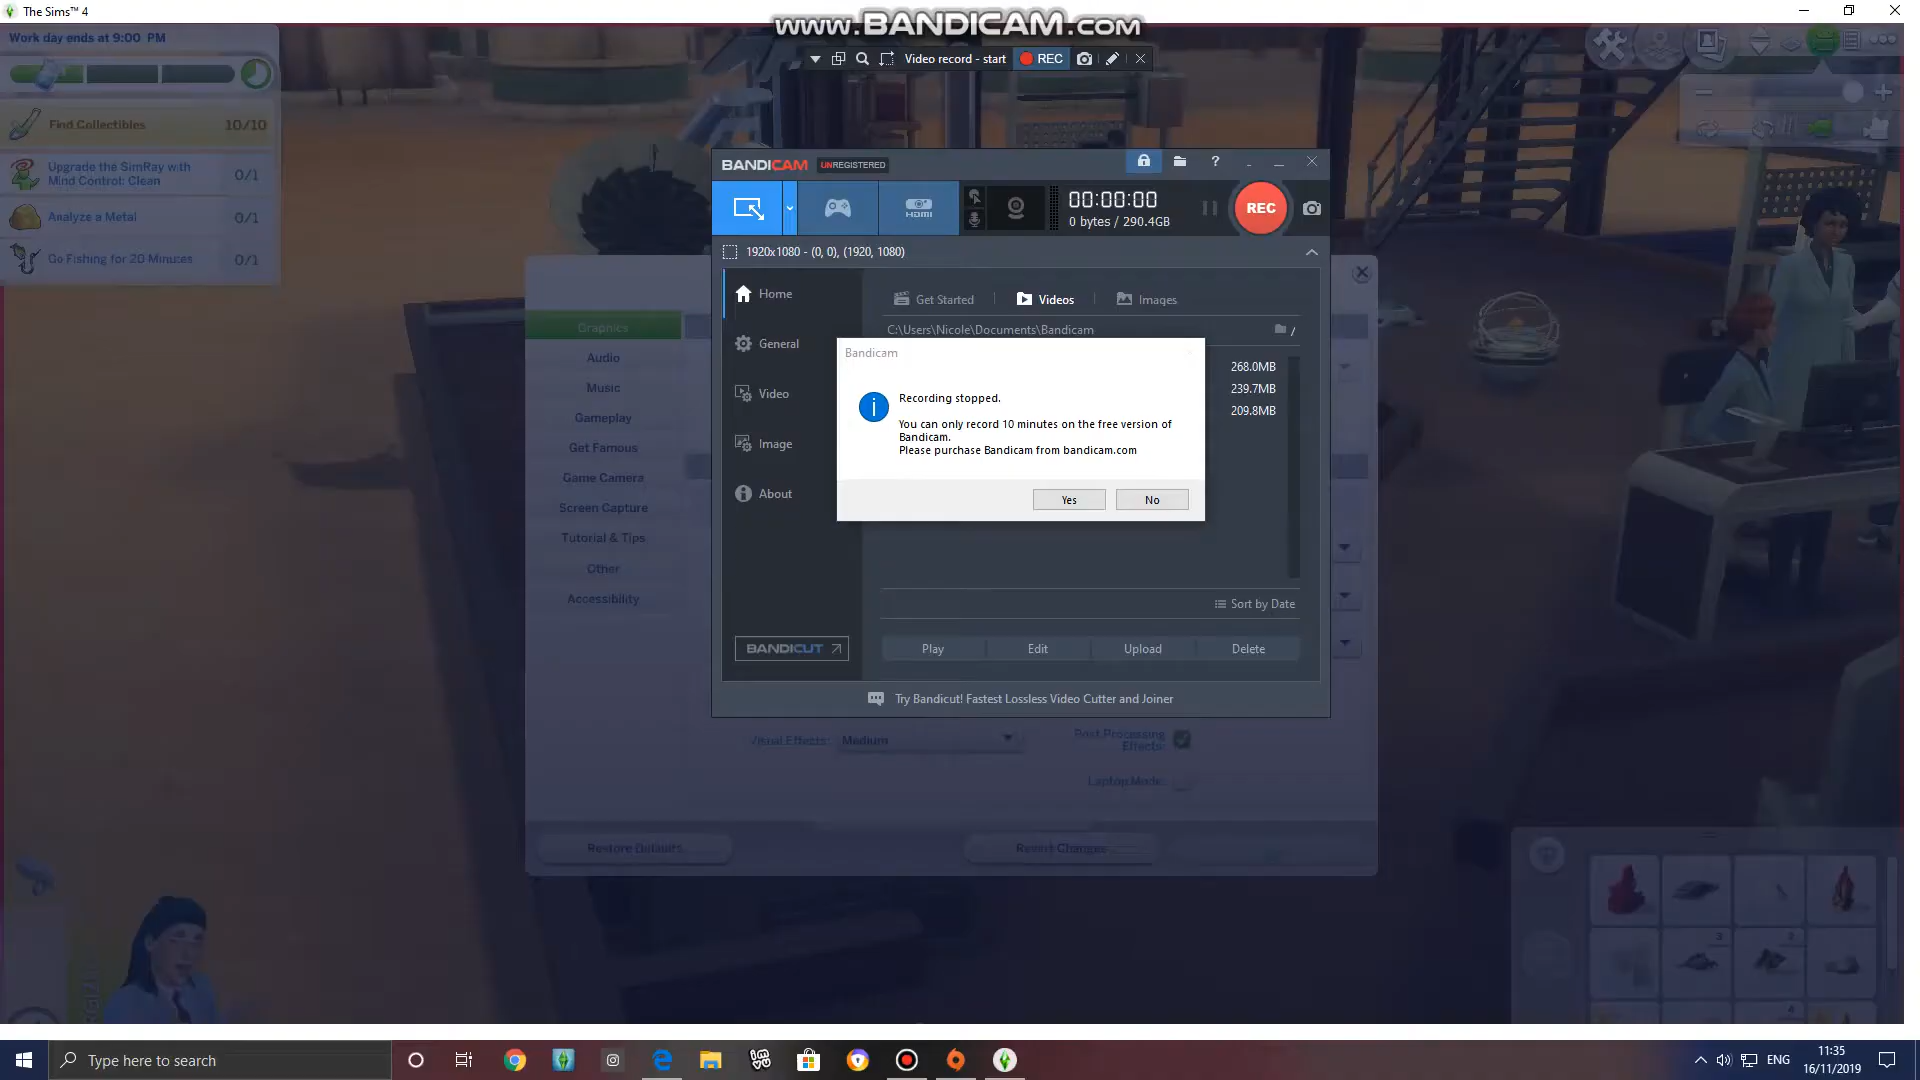 The Sims™ 4
www.BANDICAM.com
Work day ends at 9:00 PM
Video record - start
REC
Find Collectibles 10/10
Upgrade the SimRay with
Mind Control: Clean 0/1
Analyze a Metal 0/1
Go Fishing for 20 Minutes 0/1
BANDICAM UNREGISTERED
?
HDMI
00:00:00
0 bytes / 290.4GB
REC
1920x1080 - (0, 0), (1920, 1080)
Home
General
Video
Image
About
Get Started
Videos
Images
C:\Users\Nicole\Documents\Bandicam
/
268.0MB
239.7MB
209.8MB
Bandicam
Recording stopped.
You can only record 10 minutes on the free version of
Bandicam.
Please purchase Bandicam from bandicam.com
Yes
No
Sort by Date
BANDICUT
Play
Edit
Upload
Delete
Try Bandicut! Fastest Lossless Video Cutter and Joiner
Graphics
Audio
Music
Gameplay
Get Famous
Game Camera
Screen Capture
Tutorial & Tips
Other
Accessibility
Visual Effects: Medium
Post Processing
Effects:
Laptop Mode:
Restore Defaults
Revert Changes
3
2
4
Type here to search
ENG
11:35
16/11/2019